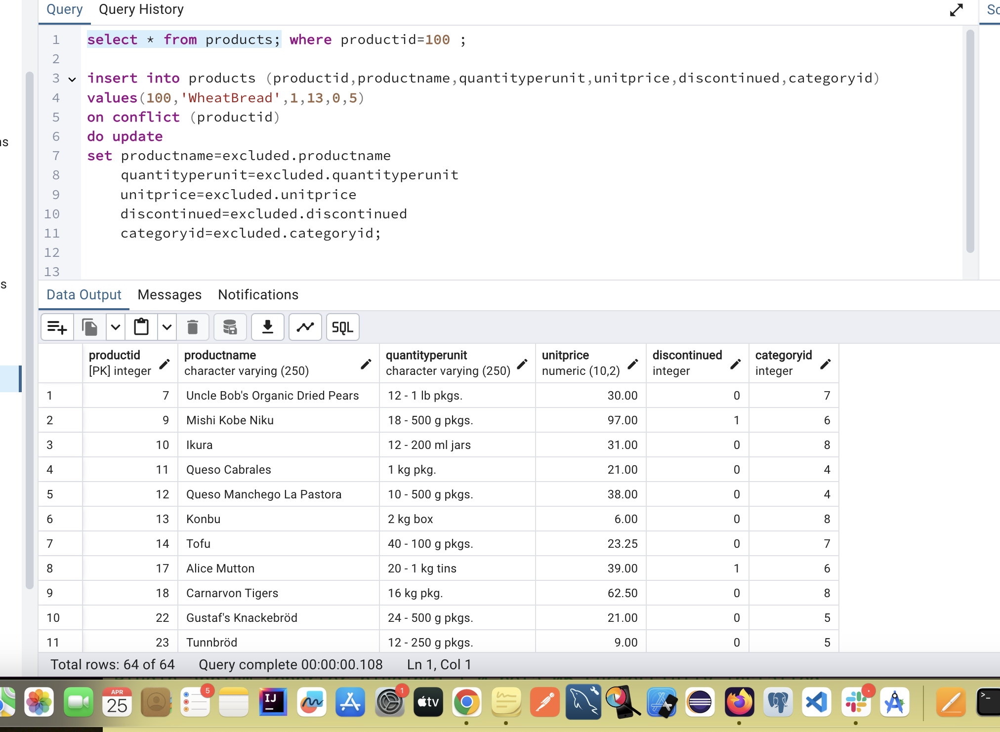 Query Query History
1 select * from products; where productid=100 ;
2
3 insert into products (productid,productname,quantityperunit,unitprice,discontinued,categoryid)
4 values(100,'WheatBread',1,13,0,5)
5 on conflict (productid)
6 do update
7 set productname=excluded.productname
8 quantityperunit=excluded.quantityperunit
9 unitprice=excluded.unitprice
10 discontinued=excluded.discontinued
11 categoryid=excluded.categoryid;
12
13
Data Output Messages Notifications
SQL
productid productname quantityperunit unitprice discontinued categoryid
[PK] integer character varying (250) character varying (250) numeric (10,2) integer integer
1 7 Uncle Bob's Organic Dried Pears 12 - 1 lb pkgs. 30.00 0 7
2 9 Mishi Kobe Niku 18 - 500 g pkgs. 97.00 1 6
3 10 Ikura 12 - 200 ml jars 31.00 0 8
4 11 Queso Cabrales 1 kg pkg. 21.00 0 4
5 12 Queso Manchego La Pastora 10 - 500 g pkgs. 38.00 0 4
6 13 Konbu 2 kg box 6.00 0 8
7 14 Tofu 40 - 100 g pkgs. 23.25 0 7
8 17 Alice Mutton 20 - 1 kg tins 39.00 1 6
9 18 Carnarvon Tigers 16 kg pkg. 62.50 0 8
10 22 Gustaf's Knackebröd 24 - 500 g pkgs. 21.00 0 5
11 23 Tunnbröd 12 - 250 g pkgs. 9.00 0 5
Total rows: 64 of 64 Query complete 00:00:00.108 Ln 1, Col 1
APR
25
5
IJ
1
tv